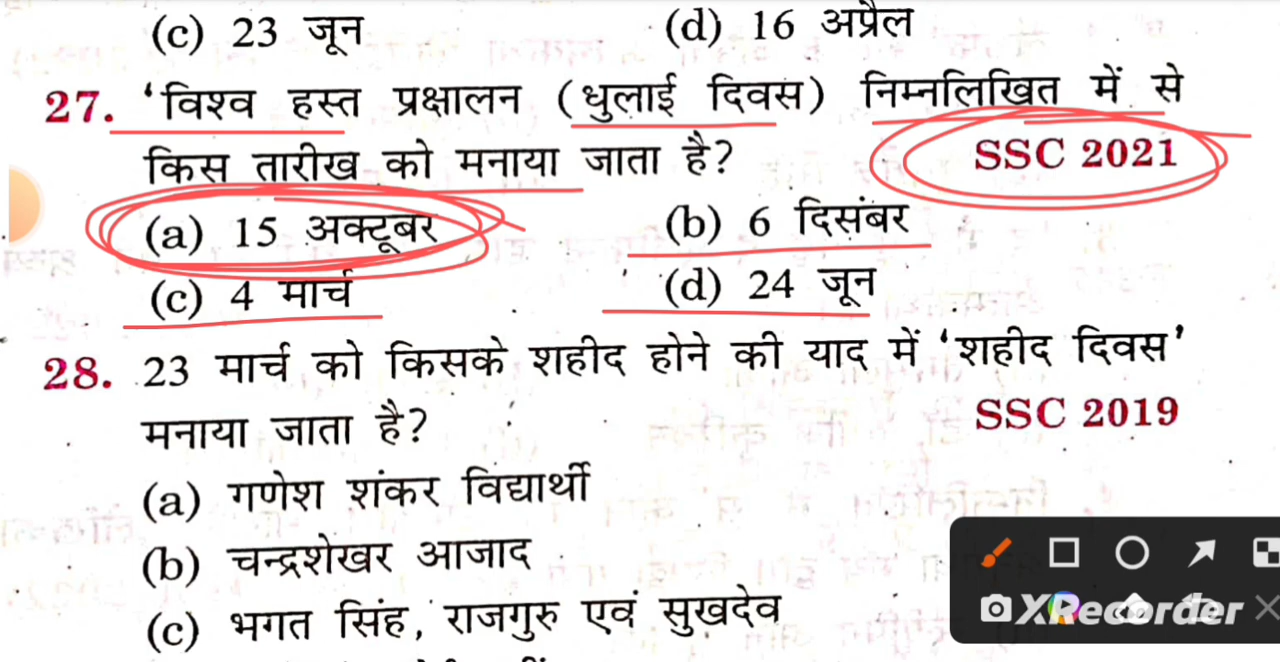 (c) 23 जून (d) 16 अप्रैल
27. 'विश्व हस्त प्रक्षालन (धुलाई दिवस) निम्नलिखित में से
किस तारीख को मनाया जाता है? SSC 2021
(a) 15 अक्टूबर (b) 6 दिसंबर
(c) 4 मार्च (d) 24 जून
28. 23 मार्च को किसके शहीद होने की याद में 'शहीद दिवस'
मनाया जाता है? SSC 2019
(a) गणेश शंकर विद्यार्थी
(b) चन्द्रशेखर आजाद
(c) भगत सिंह, राजगुरु एवं सुखदेव
XRecorder